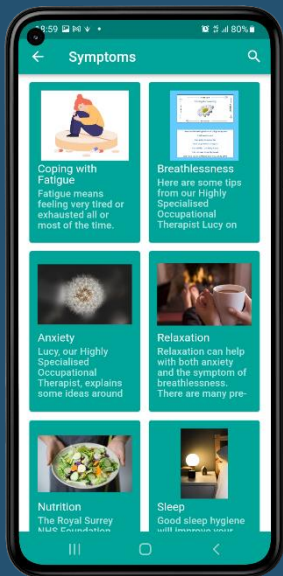 :59
80%
Symptoms
Coping with
Fatigue
Fatigue means
feeling very tired or
exhausted all or
most of the time.
Breathlessness
Here are some tips
from our Highly
Specialised
Occupational
Therapist Lucy on
Anxiety
Lucy, our Highly
Specialised
Occupational
Therapist, explains
some ideas around
Relaxation
Relaxation can help
with both anxiety
and the symptom of
breathlessness.
There are many pre-
Nutrition
The Royal Surrey
NHS Foundation
Sleep
Good sleep hygiene
will improve your